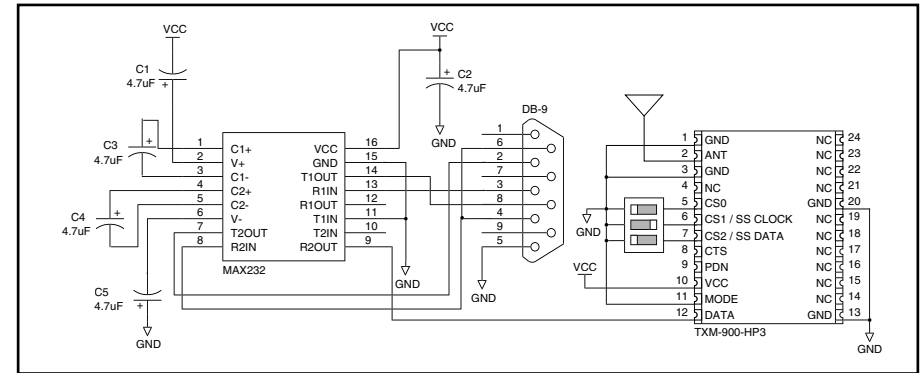 VCC
C1
4.7uF
+
VCC
+
C2
4.7uF
GND
C3
4.7uF
+
C4
4.7uF
+
C5
4.7uF
+
GND
1 C1+ VCC 16
2 V+ GND 15
3 C1- T1OUT 14
4 C2+ R1IN 13
5 C2- R1OUT 12
6 V- T1IN 11
7 T2OUT T2IN 10
8 R2IN R2OUT 9
MAX232
GND
DB-9
1
6
2
7
3
8
4
9
5
GND
GND
VCC
1 GND NC 24
2 ANT NC 23
3 GND NC 22
4 NC NC 21
5 CS0 GND 20
6 CS1 / SS CLOCK NC 19
7 CS2 / SS DATA NC 18
8 CTS NC 17
9 PDN NC 16
10 VCC NC 15
11 MODE NC 14
12 DATA GND 13
TXM-900-HP3
GND